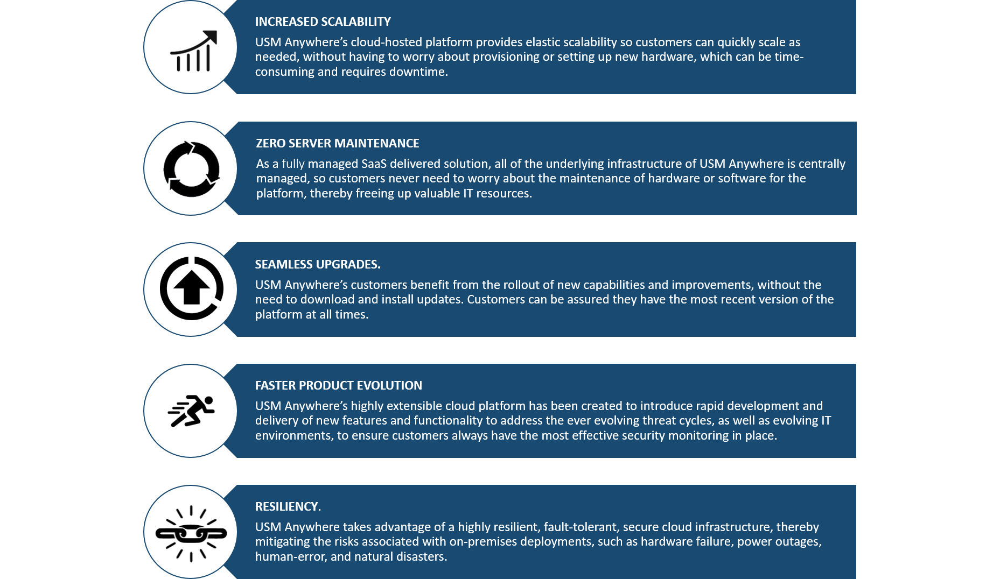 INCREASED SCALABILITY
USM Anywhere’s cloud-hosted platform provides elastic scalability so customers can quickly scale as
needed, without having to worry about provisioning or setting up new hardware, which can be time-
consuming and requires downtime.
ZERO SERVER MAINTENANCE
As a fully managed SaaS delivered solution, all of the underlying infrastructure of USM Anywhere is centrally
managed, so customers never need to worry about the maintenance of hardware or software for the
platform, thereby freeing up valuable IT resources.
SEAMLESS UPGRADES.
USM Anywhere’s customers benefit from the rollout of new capabilities and improvements, without the
need to download and install updates. Customers can be assured they have the most recent version of the
platform at all times.
FASTER PRODUCT EVOLUTION
USM Anywhere’s highly extensible cloud platform has been created to introduce rapid development and
delivery of new features and functionality to address the ever evolving threat cycles, as well as evolving IT
environments, to ensure customers always have the most effective security monitoring in place.
RESILIENCY.
USM Anywhere takes advantage of a highly resilient, fault-tolerant, secure cloud infrastructure, thereby
mitigating the risks associated with on-premises deployments, such as hardware failure, power outages,
human-error, and natural disasters.